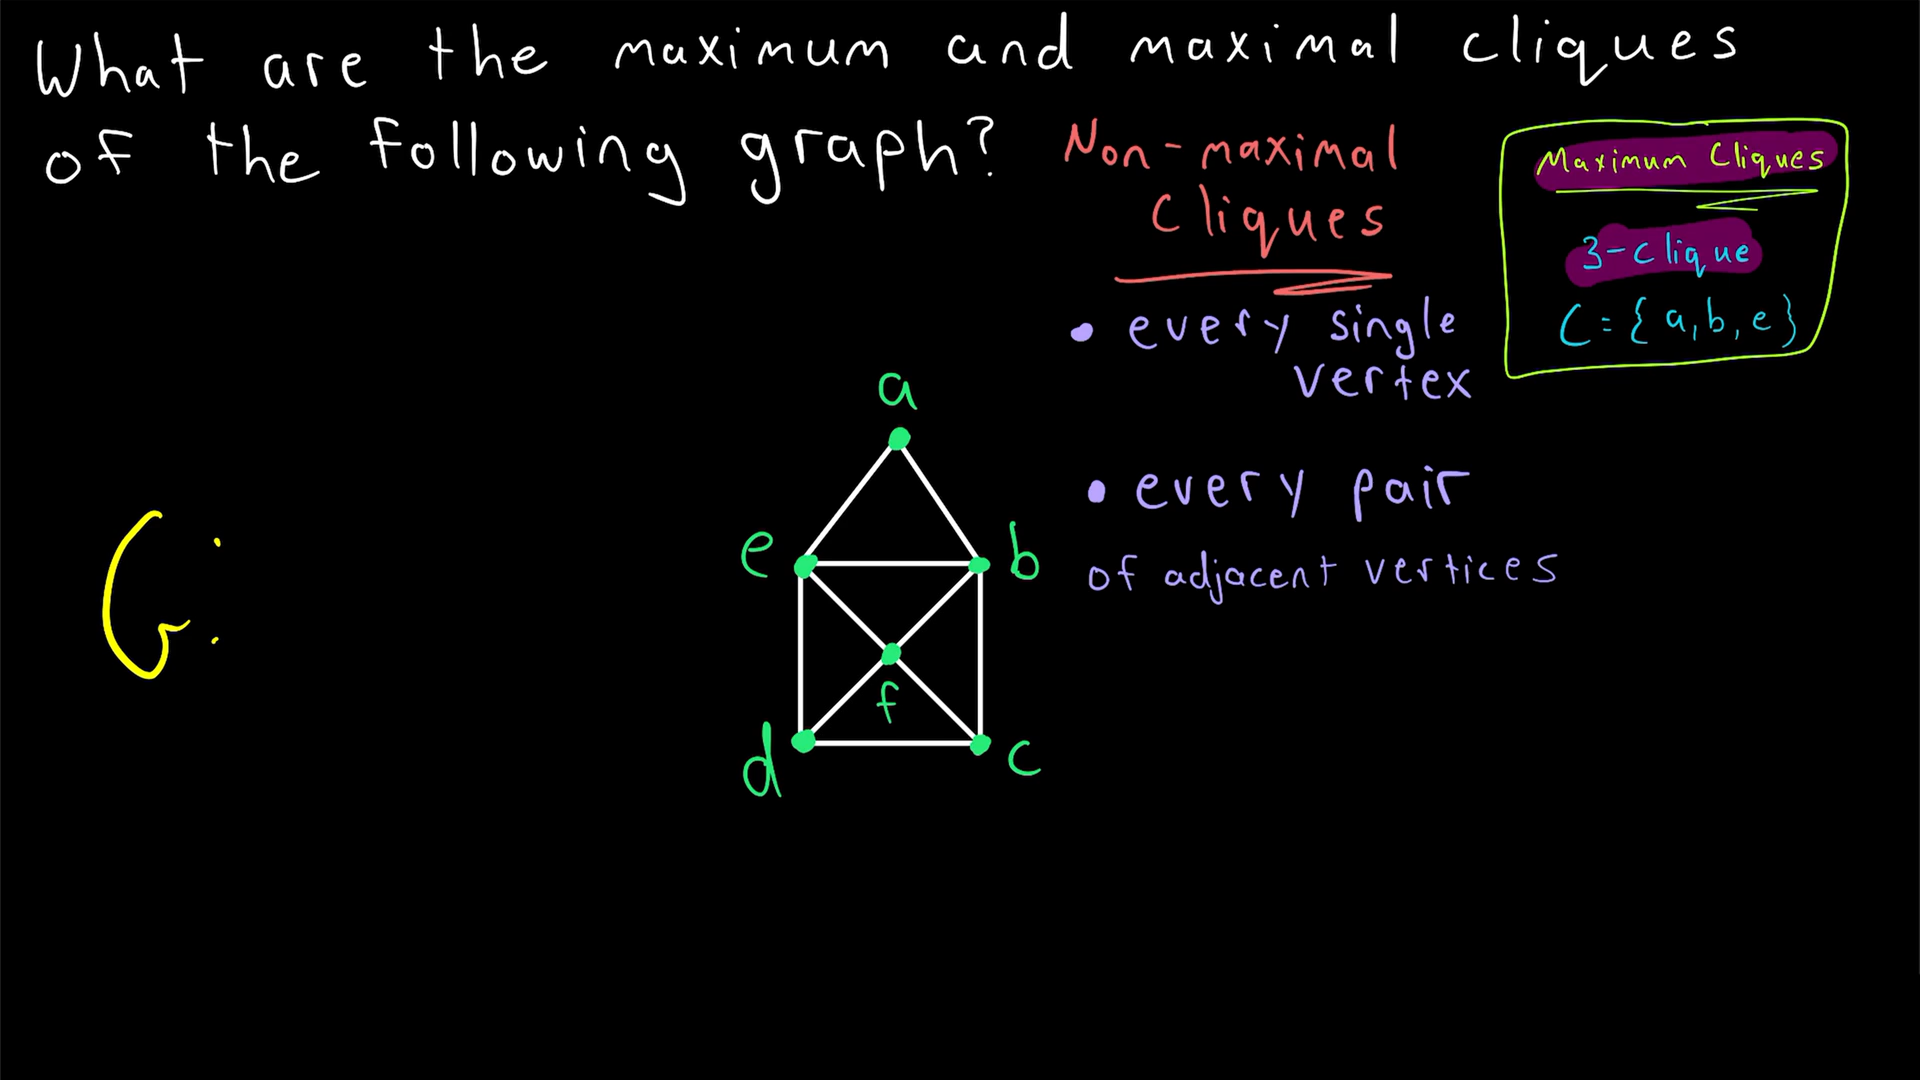 What are the maximum and maximal cliques
of the following graph?
Non-maximal
Cliques
• every single
vertex
• every pair
of adjacent vertices
Maximum Cliques
3-clique
C = {a, b, e}
G:
a
e
b
f
d
c